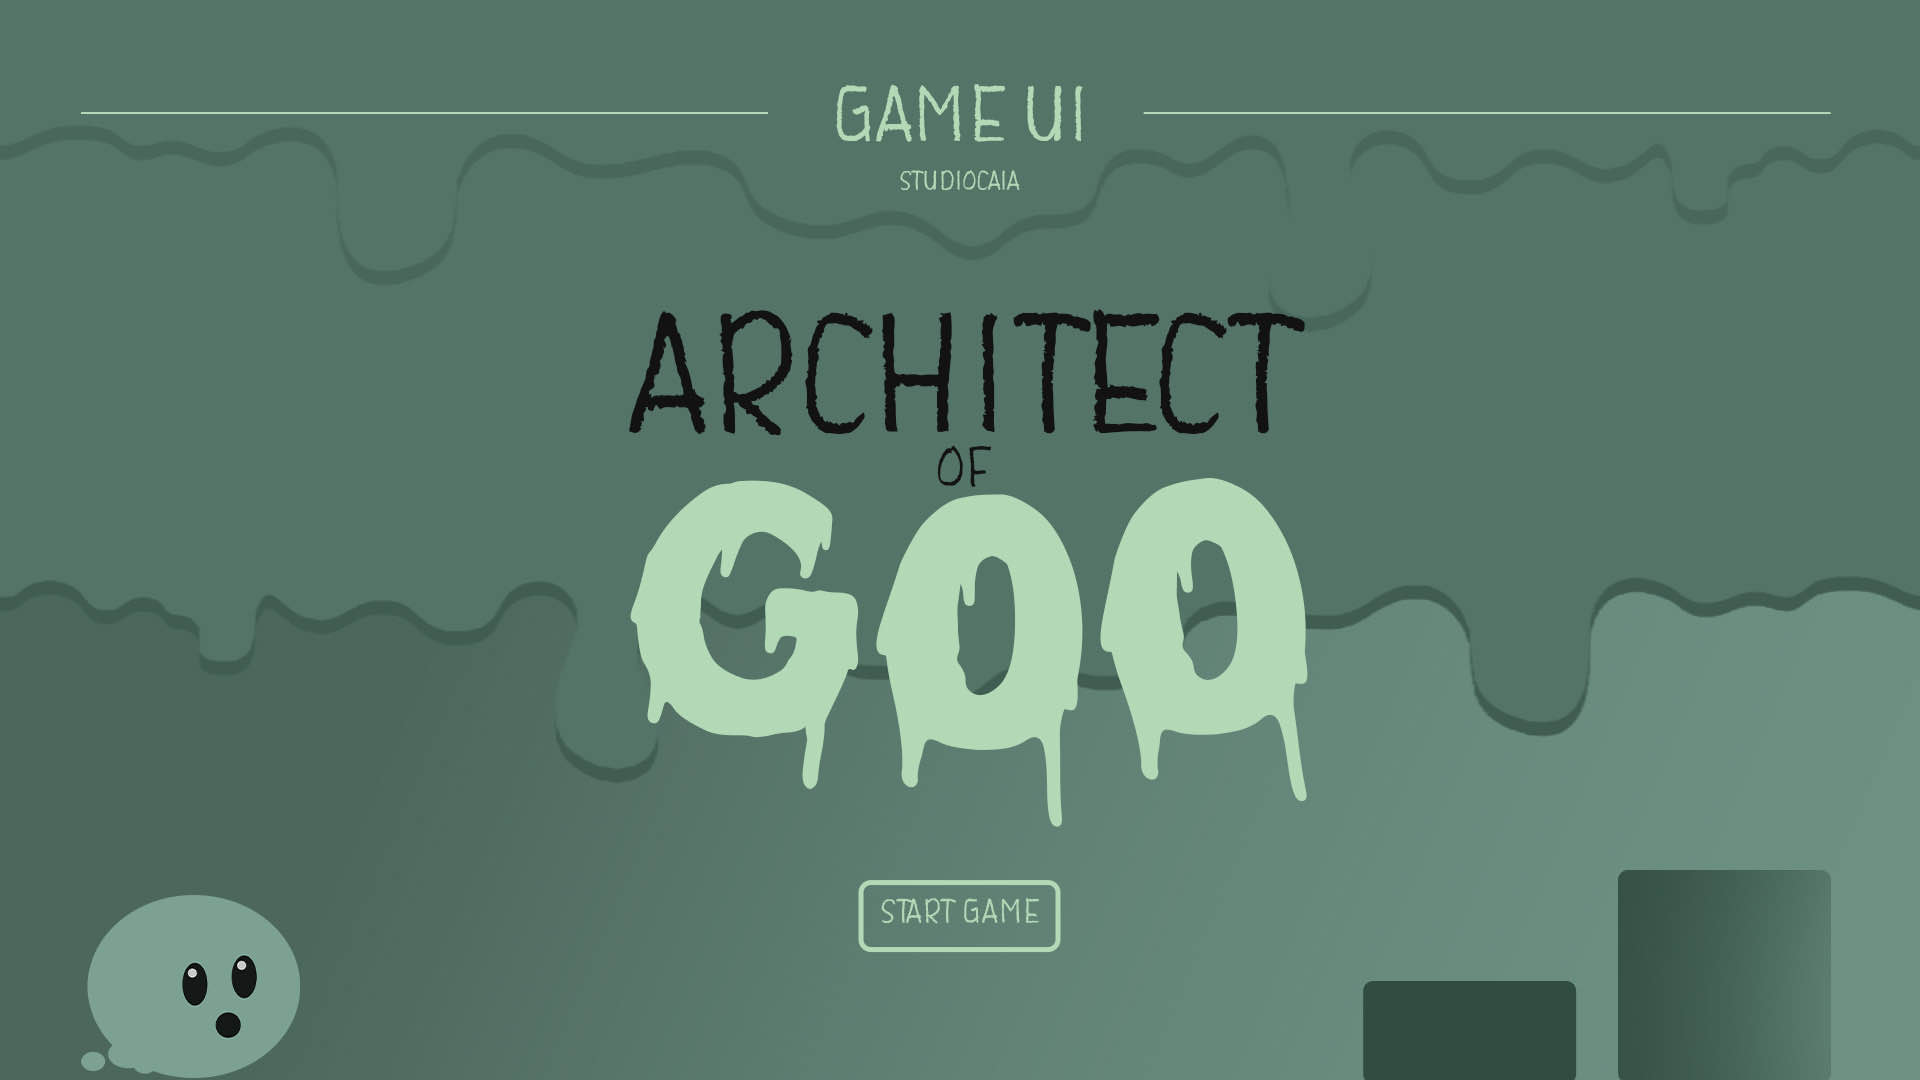 GAME UI
STUDIOCAIA
ARCHITECT
OF
GOO
START GAME